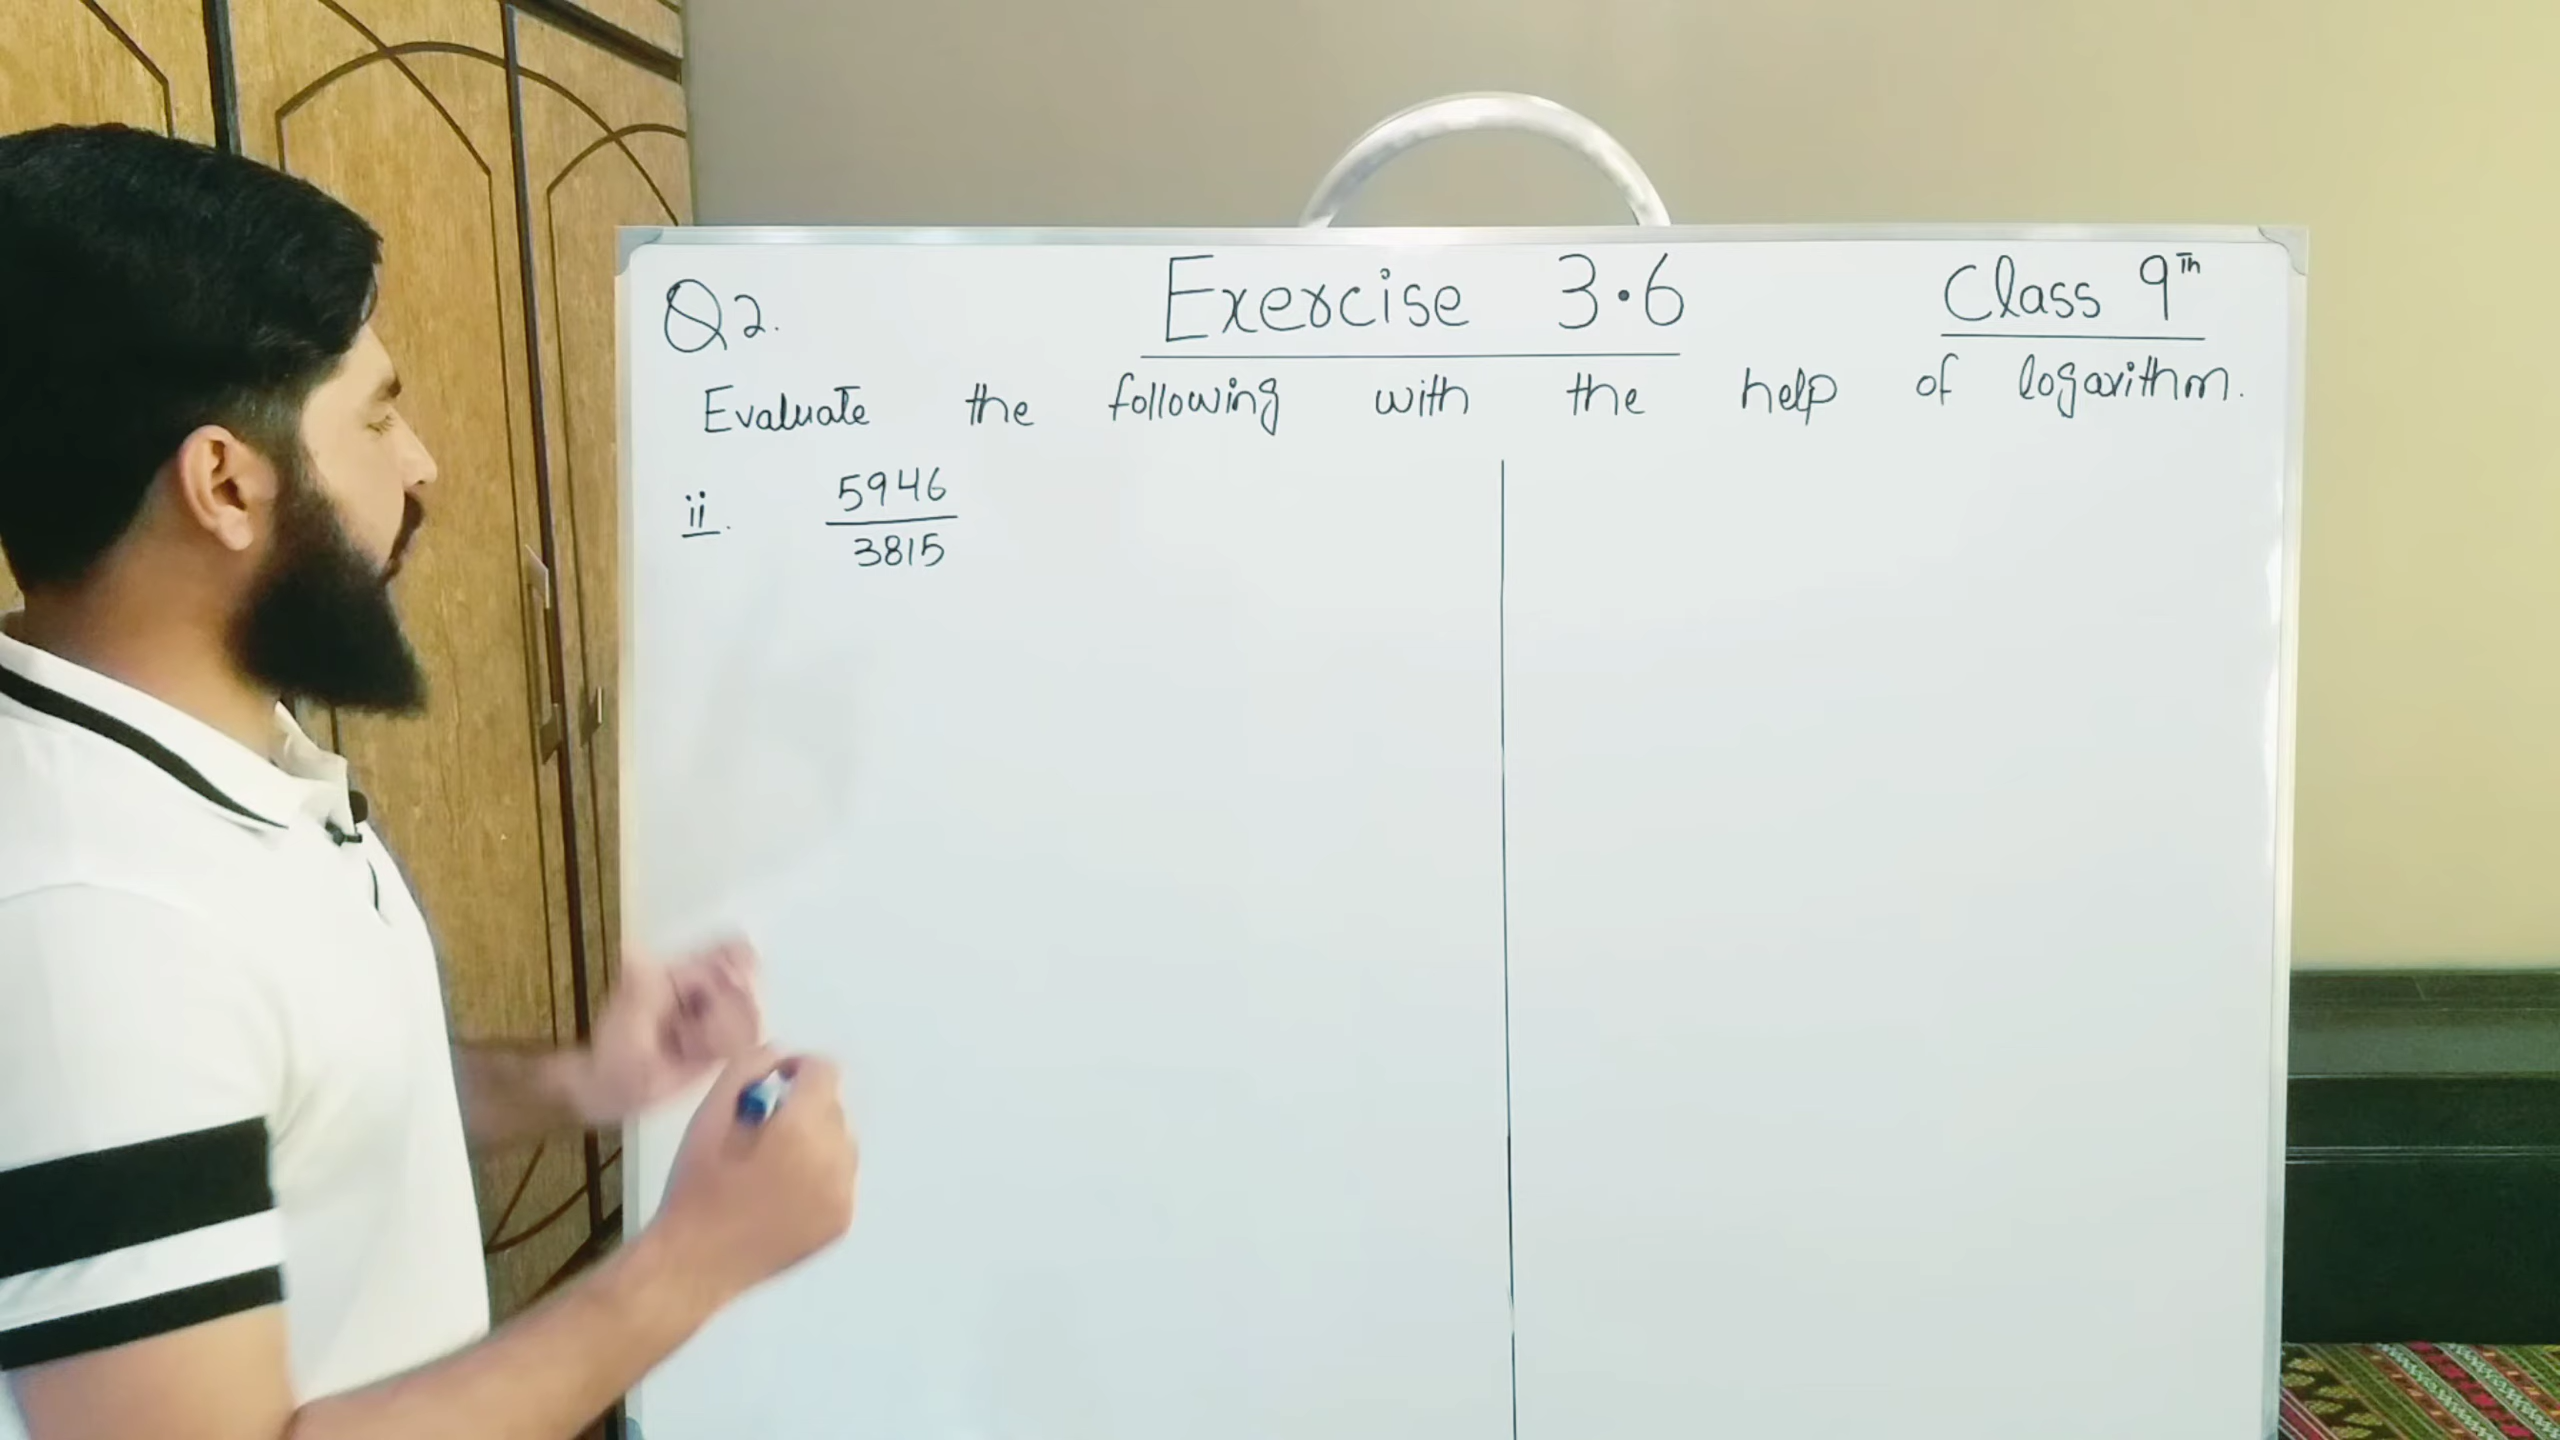 Q2. Exercise 3.6 Class 9Th
Evaluate the following with the help of logarithm.
ii. 5946
3815